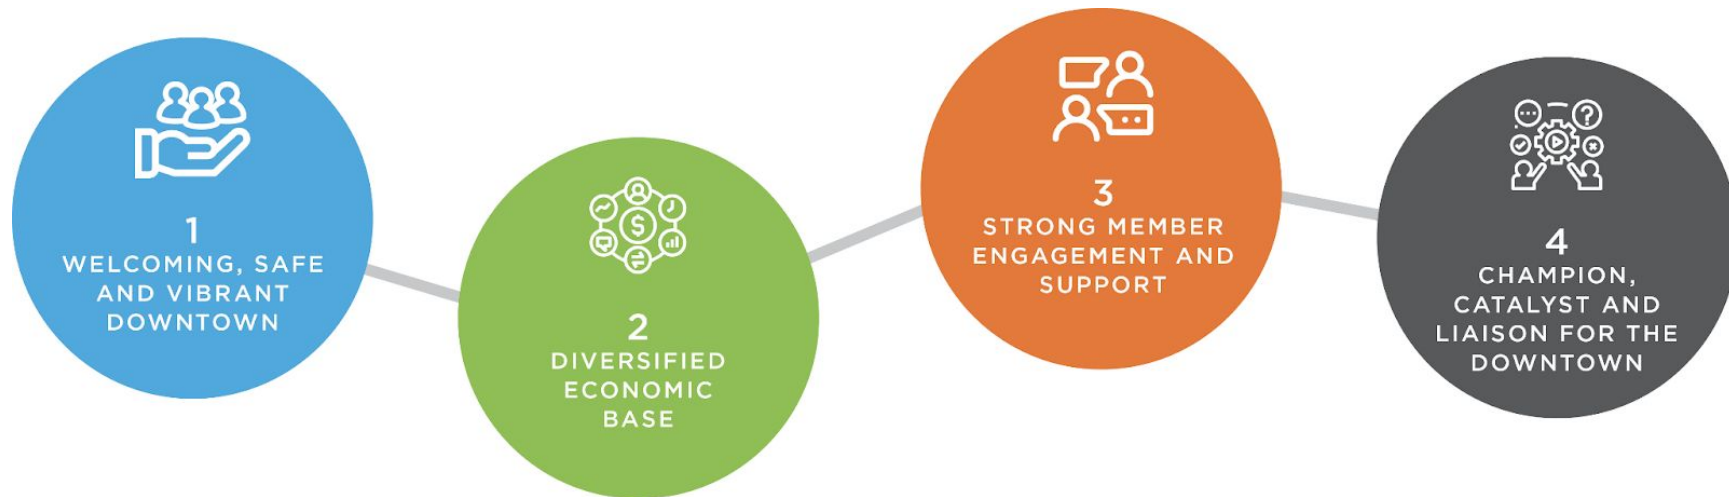 1
WELCOMING, SAFE
AND VIBRANT
DOWNTOWN
2
DIVERSIFIED
ECONOMIC
BASE
3
STRONG MEMBER
ENGAGEMENT AND
SUPPORT
4
CHAMPION,
CATALYST AND
LIAISON FOR THE
DOWNTOWN